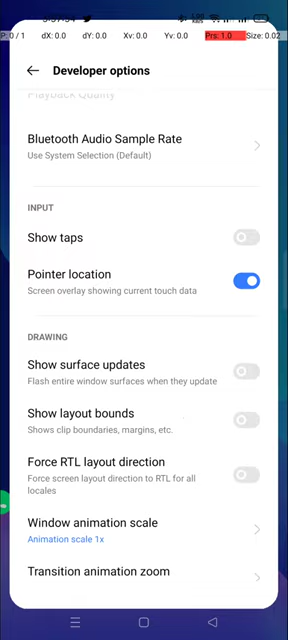 P: 0 / 1 dX: 0.0 dY: 0.0 Xv: 0.0 Yv: 0.0 Prs: 1.0 Size: 0.02
Developer options
Playback Quality
Bluetooth Audio Sample Rate
Use System Selection (Default)
INPUT
Show taps
Pointer location
Screen overlay showing current touch data
DRAWING
Show surface updates
Flash entire window surfaces when they update
Show layout bounds
Shows clip boundaries, margins, etc.
Force RTL layout direction
Force screen layout direction to RTL for all
locales
Window animation scale
Animation scale 1x
Transition animation zoom